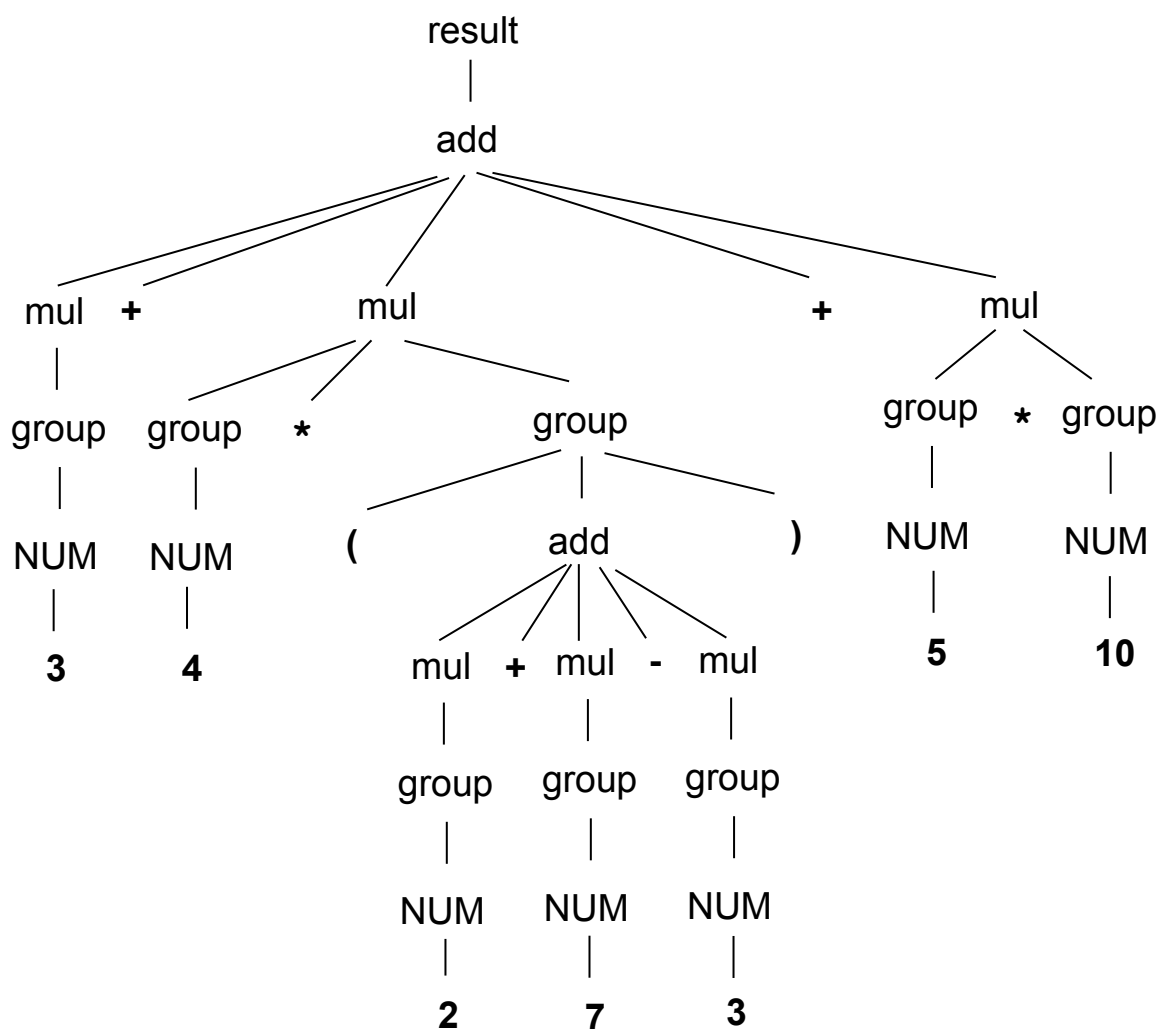 result
add
mul + mul + mul
group group * group group * group
NUM NUM ( add ) NUM NUM
3 4 mul + mul - mul 5 10
group group group
NUM NUM NUM
2 7 3